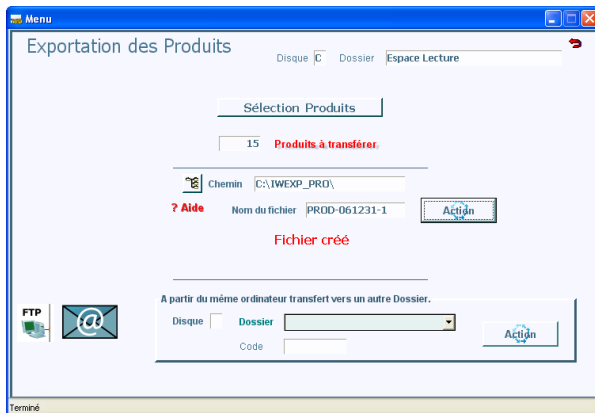 Menu
Exportation des Produits
Disque C Dossier Espace Lecture
Sélection Produits
15 Produits à transférer
Chemin C:\IWEXP_PRO\
? Aide Nom du fichier PROD-061231-1 Action
Fichier créé
A partir du même ordinateur transfert vers un autre Dossier.
FTP @ Disque Dossier
Action
Code
Terminé